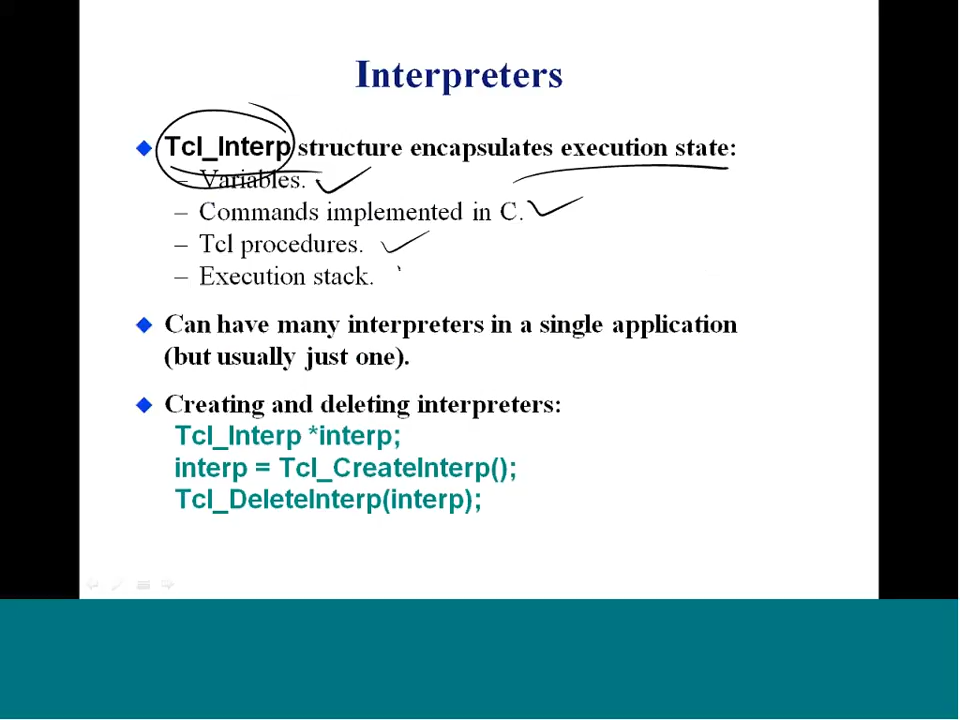 Interpreters
Tcl_Interp structure encapsulates execution state:
– Variables.
– Commands implemented in C.
– Tcl procedures.
– Execution stack.
Can have many interpreters in a single application
(but usually just one).
Creating and deleting interpreters:
Tcl_Interp *interp;
interp = Tcl_CreateInterp();
Tcl_DeleteInterp(interp);